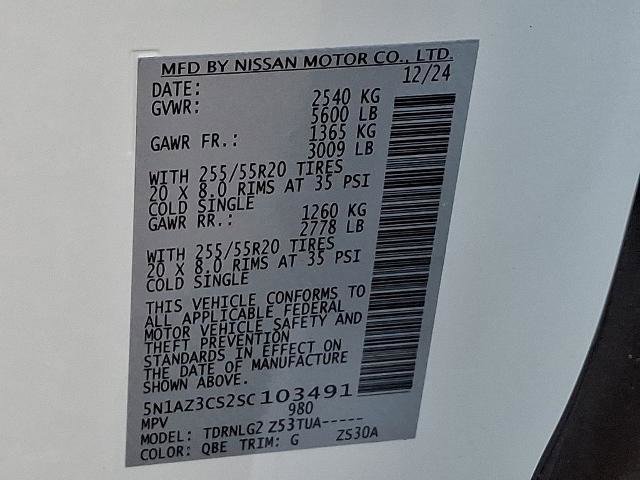 MFD BY NISSAN MOTOR CO., LTD.
DATE: 12/24
GVWR: 2540 KG
5600 LB
GAWR FR.: 1365 KG
3009 LB
WITH 255/55R20 TIRES
20 X 8.0 RIMS AT 35 PSI
COLD SINGLE
GAWR RR.: 1260 KG
2778 LB
WITH 255/55R20 TIRES
20 X 8.0 RIMS AT 35 PSI
COLD SINGLE
THIS VEHICLE CONFORMS TO
ALL APPLICABLE FEDERAL
MOTOR VEHICLE SAFETY AND
THEFT PREVENTION
STANDARDS IN EFFECT ON
THE DATE OF MANUFACTURE
SHOWN ABOVE.
5N1AZ3CS2SC103491
MPV 980
MODEL: TDRNLG2 Z53TUA-----
COLOR: QBE TRIM: G ZS30A